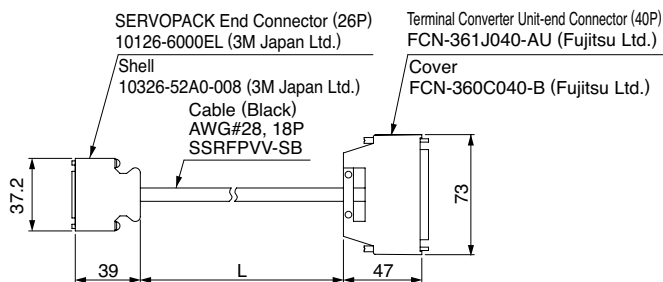 SERVOPACK End Connector (26P)
10126-6000EL (3M Japan Ltd.)
Shell
10326-52A0-008 (3M Japan Ltd.)
Cable (Black)
AWG#28, 18P
SSRFPVV-SB
Terminal Converter Unit-end Connector (40P)
FCN-361J040-AU (Fujitsu Ltd.)
Cover
FCN-360C040-B (Fujitsu Ltd.)
37.2
73
39
L
47